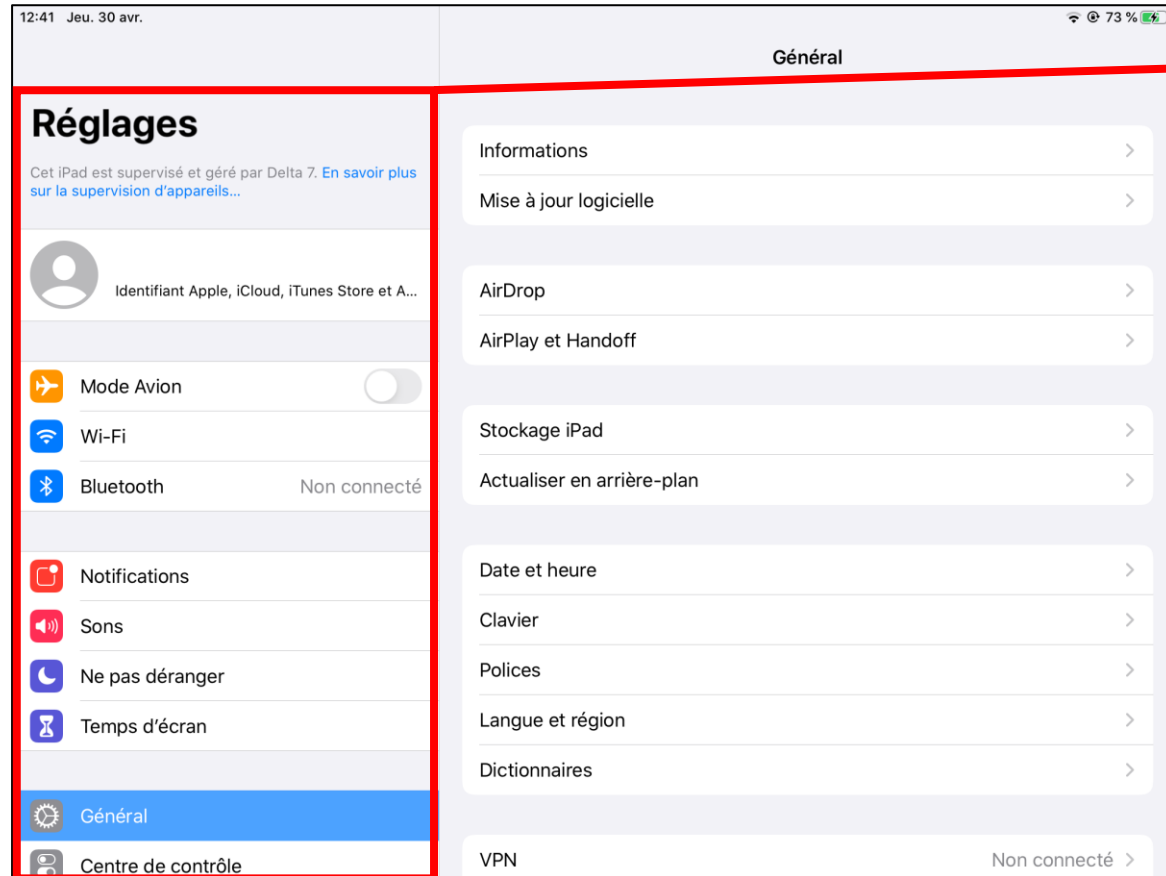 12:41 Jeu. 30 avr.
73 %
Général
Réglages
Cet iPad est supervisé et géré par Delta 7. En savoir plus
sur la supervision d'appareils...
Identifiant Apple, iCloud, iTunes Store et A...
Mode Avion
Wi-Fi
Bluetooth Non connecté
Notifications
Sons
Ne pas déranger
Temps d'écran
Général
Centre de contrôle
Informations
Mise à jour logicielle
AirDrop
AirPlay et Handoff
Stockage iPad
Actualiser en arrière-plan
Date et heure
Clavier
Polices
Langue et région
Dictionnaires
VPN Non connecté